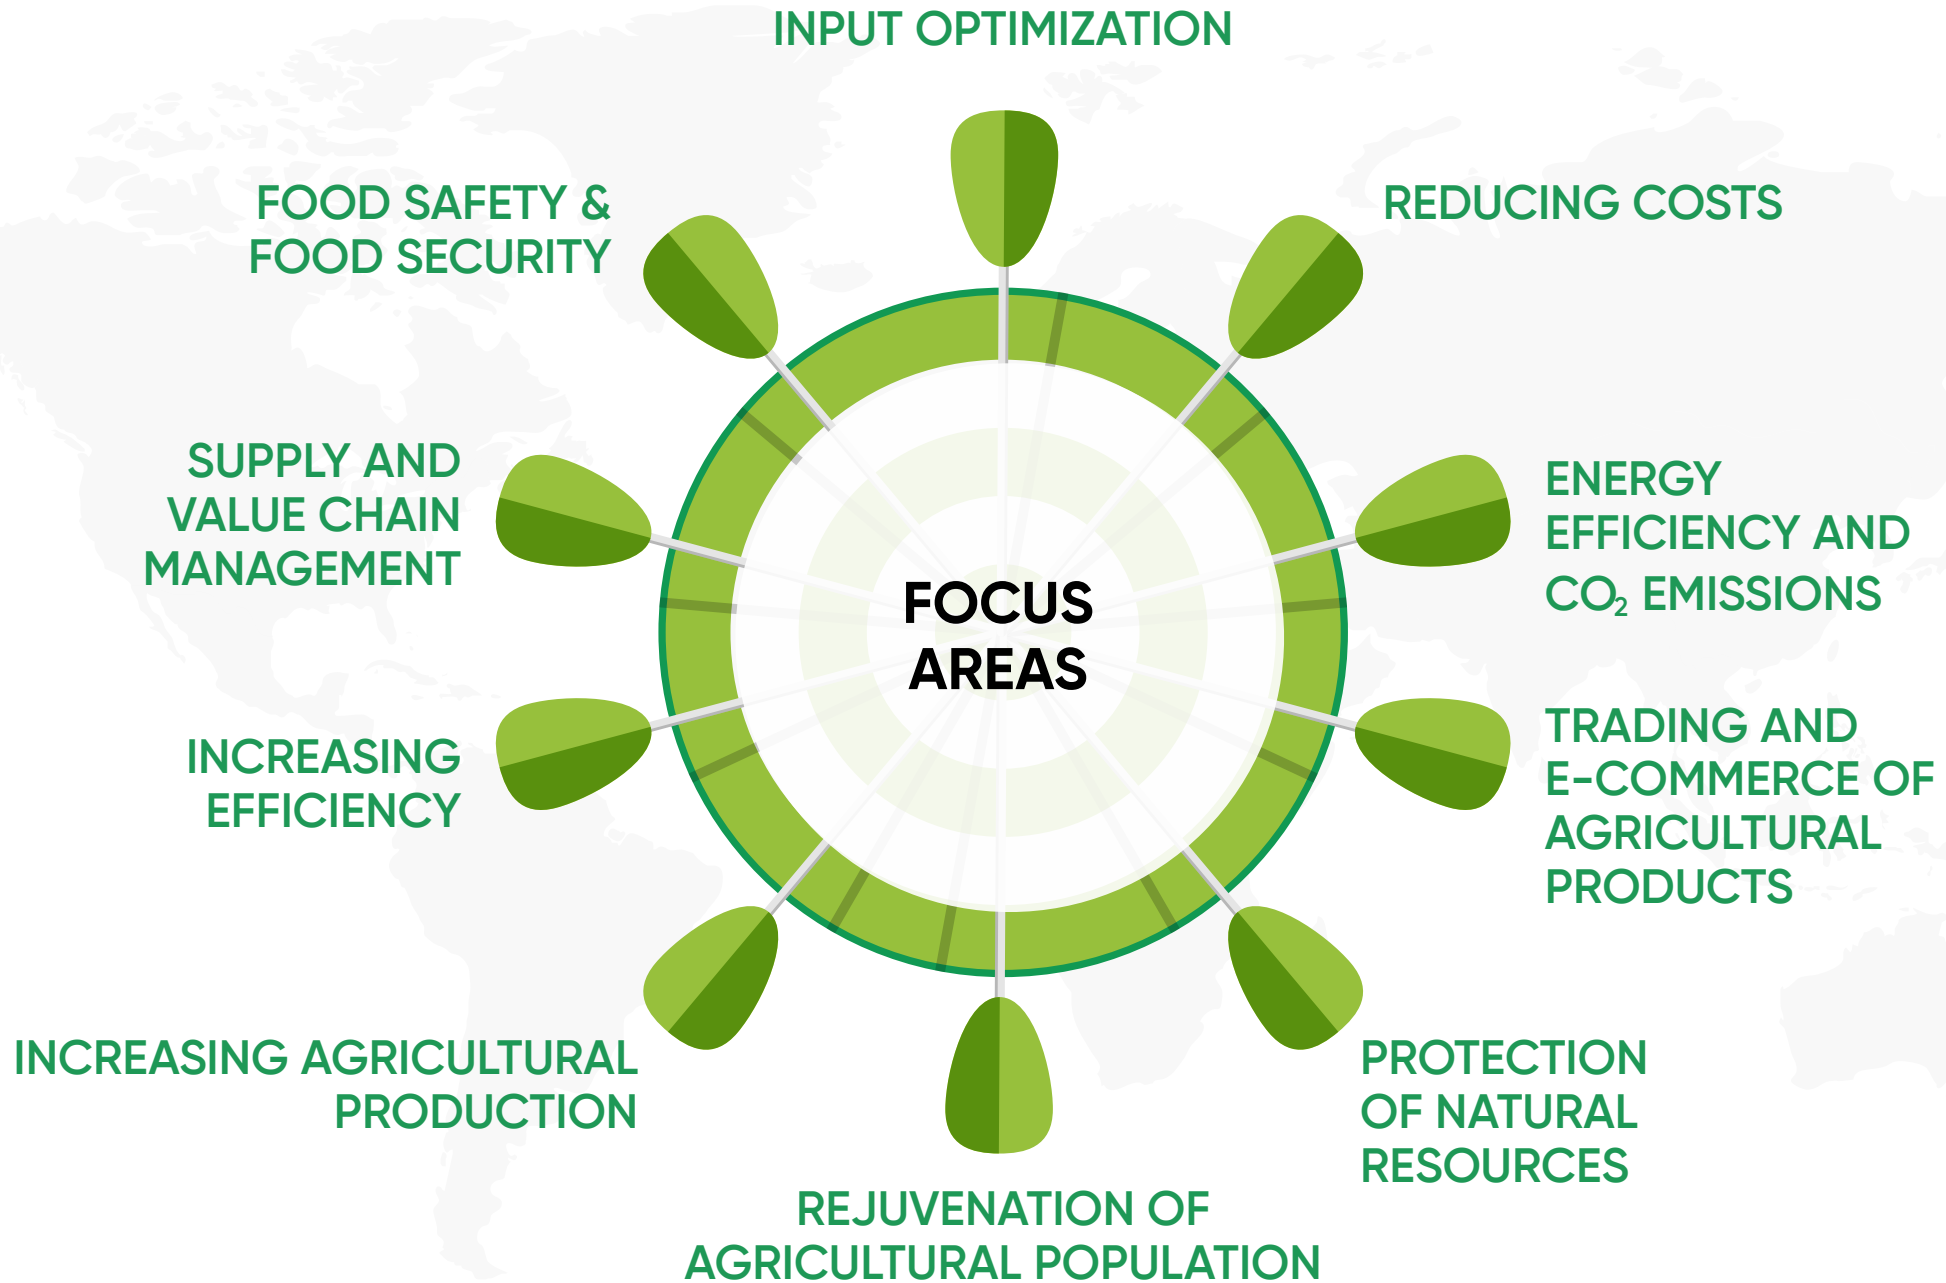 INPUT OPTIMIZATION
REDUCING COSTS
ENERGY
EFFICIENCY AND
CO₂ EMISSIONS
TRADING AND
E-COMMERCE OF
AGRICULTURAL
PRODUCTS
PROTECTION
OF NATURAL
RESOURCES
REJUVENATION OF
AGRICULTURAL POPULATION
INCREASING AGRICULTURAL
PRODUCTION
INCREASING
EFFICIENCY
SUPPLY AND
VALUE CHAIN
MANAGEMENT
FOOD SAFETY &
FOOD SECURITY
FOCUS
AREAS